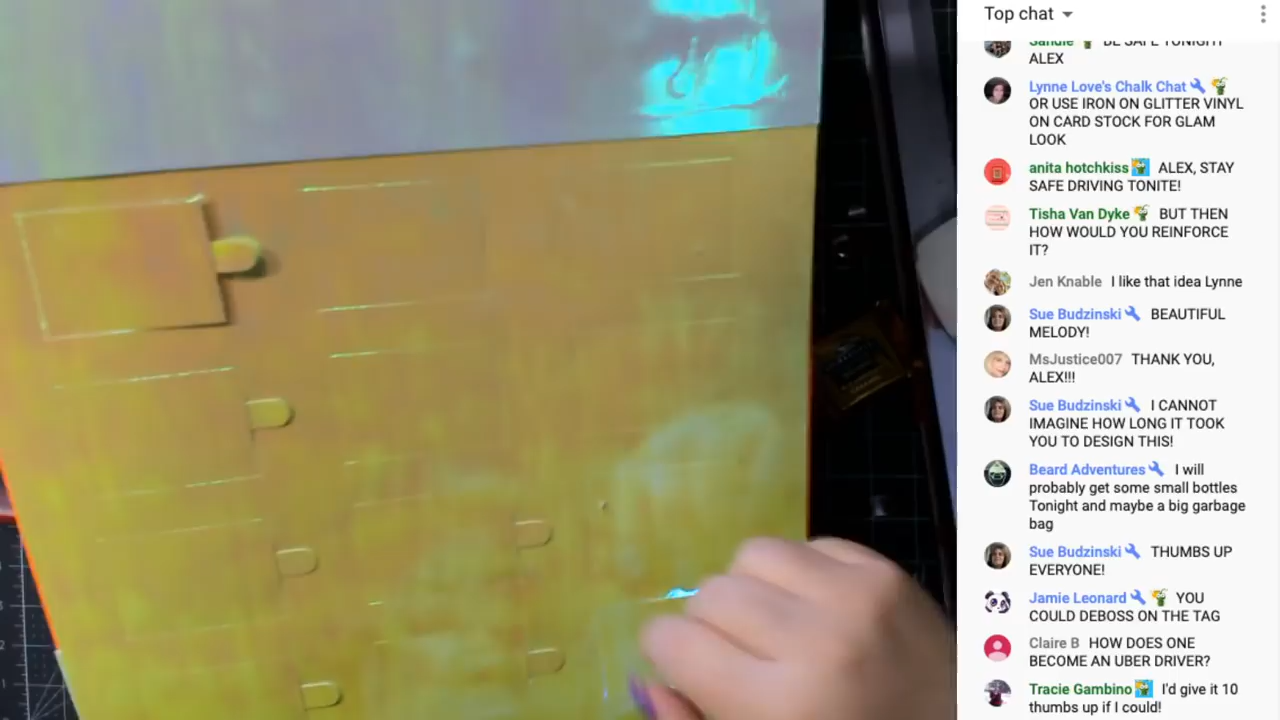 Top chat
Sandie BE SAFE TONIGHT
ALEX
Lynne Love's Chalk Chat
OR USE IRON ON GLITTER VINYL
ON CARD STOCK FOR GLAM
LOOK
anita hotchkiss ALEX, STAY
SAFE DRIVING TONITE!
Tisha Van Dyke BUT THEN
HOW WOULD YOU REINFORCE
IT?
Jen Knable I like that idea Lynne
Sue Budzinski BEAUTIFUL
MELODY!
MsJustice007 THANK YOU,
ALEX!!!
Sue Budzinski I CANNOT
IMAGINE HOW LONG IT TOOK
YOU TO DESIGN THIS!
Beard Adventures I will
probably get some small bottles
Tonight and maybe a big garbage
bag
Sue Budzinski THUMBS UP
EVERYONE!
Jamie Leonard YOU
COULD DEBOSS ON THE TAG
Claire B HOW DOES ONE
BECOME AN UBER DRIVER?
Tracie Gambino I'd give it 10
thumbs up if I could!